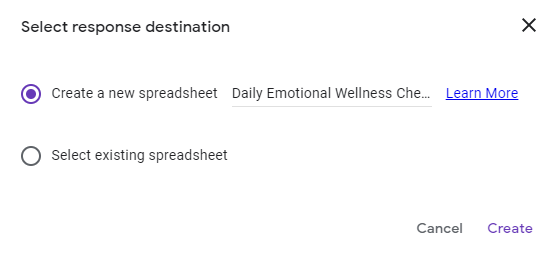 Select response destination
Create a new spreadsheet Daily Emotional Wellness Che... Learn More
Select existing spreadsheet
Cancel Create